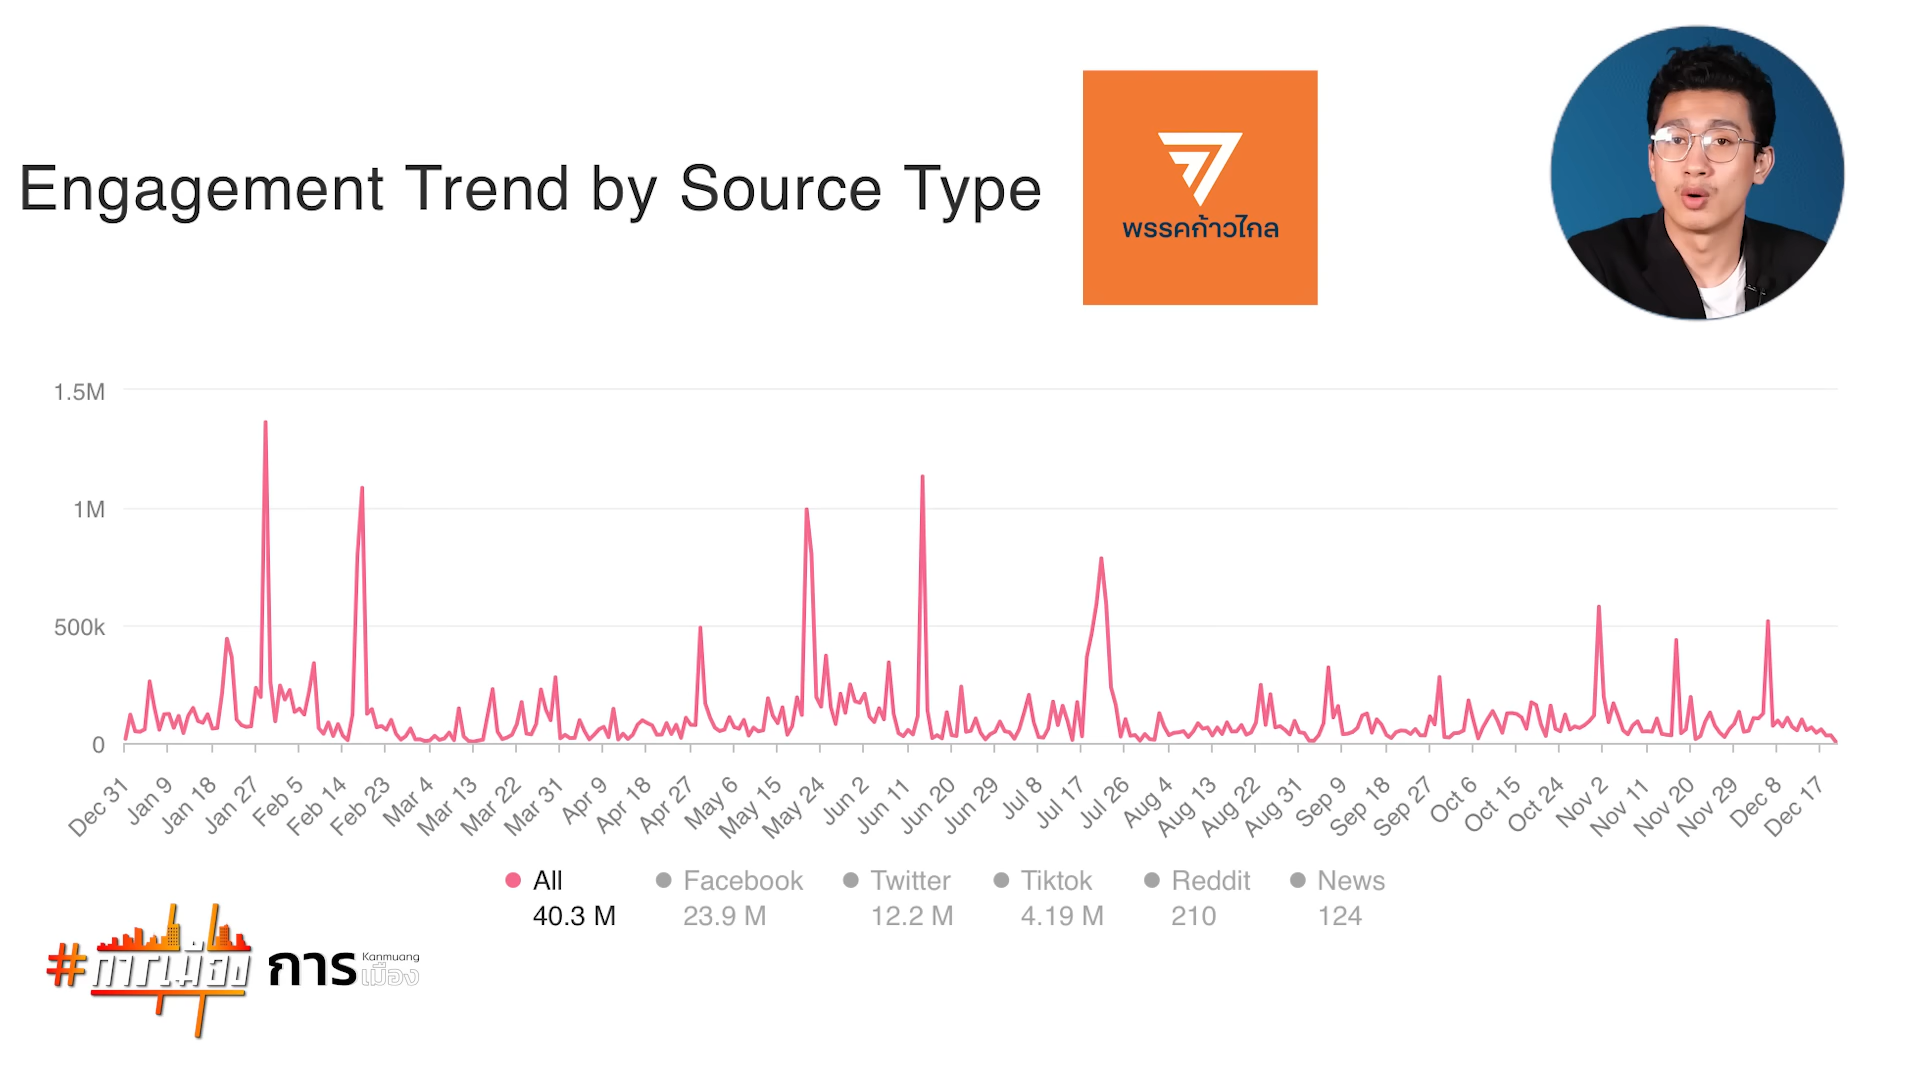 Engagement Trend by Source Type
พรรคก้าวไกล
1.5M
1M
500k
0
Dec 31
Jan 9
Jan 18
Jan 27
Feb 5
Feb 14
Feb 23
Mar 4
Mar 13
Mar 22
Mar 31
Apr 9
Apr 18
Apr 27
May 6
May 15
May 24
Jun 2
Jun 11
Jun 20
Jun 29
Jul 8
Jul 17
Jul 26
Aug 4
Aug 13
Aug 22
Aug 31
Sep 9
Sep 18
Sep 27
Oct 6
Oct 15
Oct 24
Nov 2
Nov 11
Nov 20
Nov 29
Dec 8
Dec 17
All
40.3 M
Facebook
23.9 M
Twitter
12.2 M
Tiktok
4.19 M
Reddit
210
News
124
#การเมือง
การ
Kanmuang
เมือง